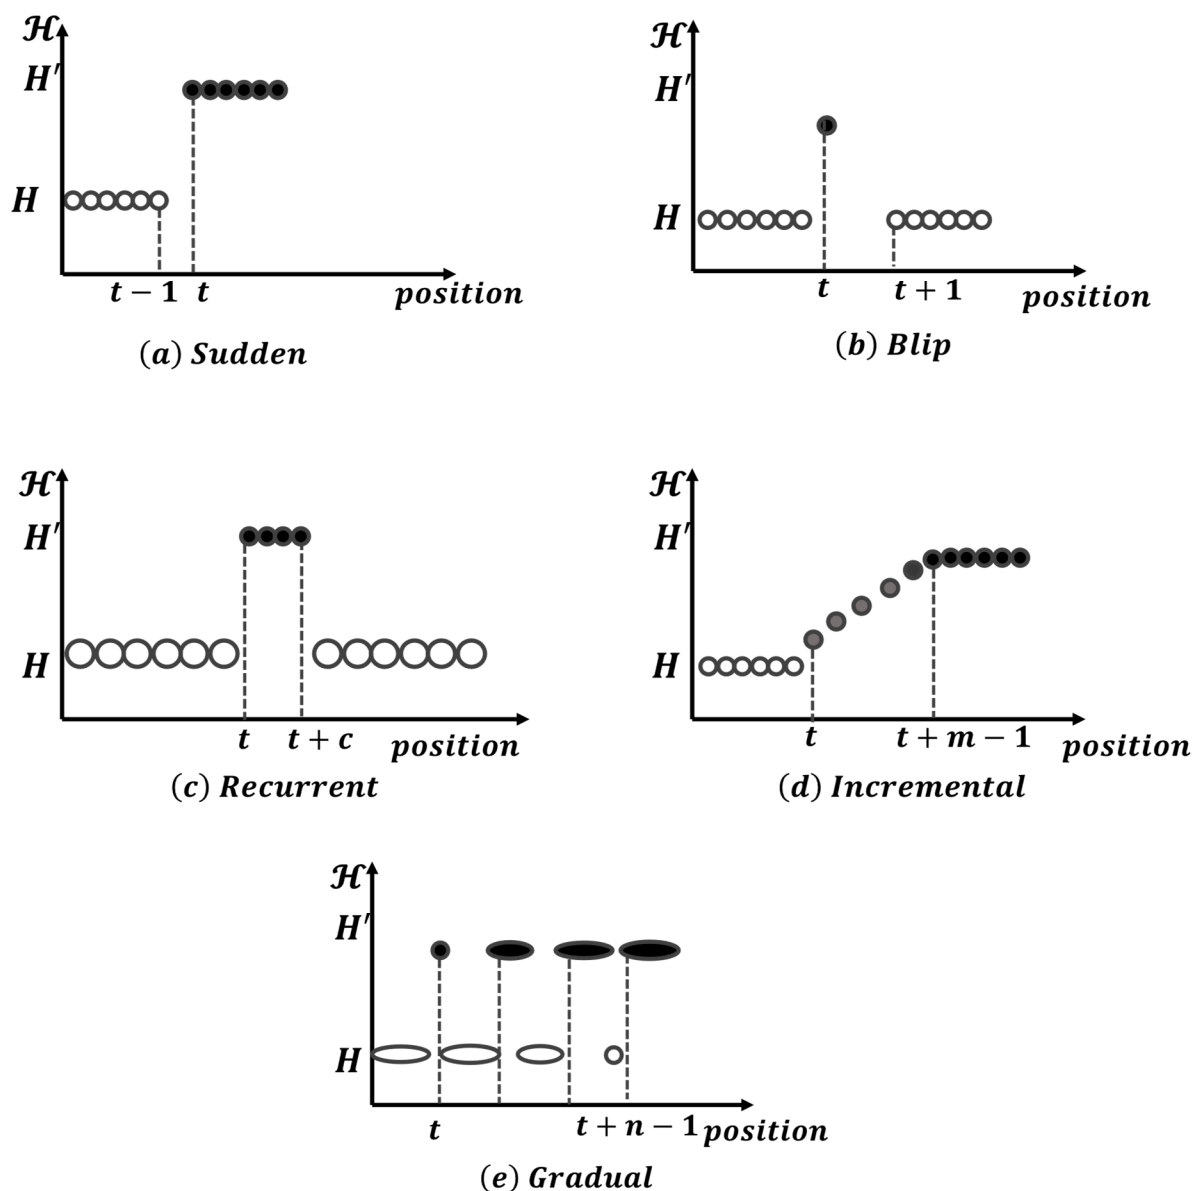 ℋ
H′
H
t − 1 t
position
(a) Sudden
ℋ
H′
H
t
t + 1
position
(b) Blip
ℋ
H′
H
t
t + c
position
(c) Recurrent
ℋ
H′
H
t
t + m − 1
position
(d) Incremental
ℋ
H′
H
t
t + n − 1
position
(e) Gradual